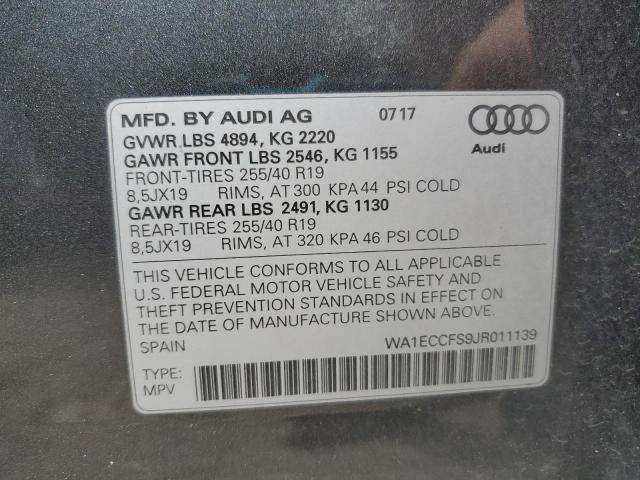 MFD. BY AUDI AG 0717
GVWR LBS 4894, KG 2220
GAWR FRONT LBS 2546, KG 1155
FRONT-TIRES 255/40 R19
8,5JX19 RIMS, AT 300 KPA 44 PSI COLD
GAWR REAR LBS 2491, KG 1130
REAR-TIRES 255/40 R19
8,5JX19 RIMS, AT 320 KPA 46 PSI COLD
Audi
THIS VEHICLE CONFORMS TO ALL APPLICABLE
U.S. FEDERAL MOTOR VEHICLE SAFETY AND
THEFT PREVENTION STANDARDS IN EFFECT ON
THE DATE OF MANUFACTURE SHOWN ABOVE.
SPAIN WA1ECCFS9JR011139
TYPE:
MPV